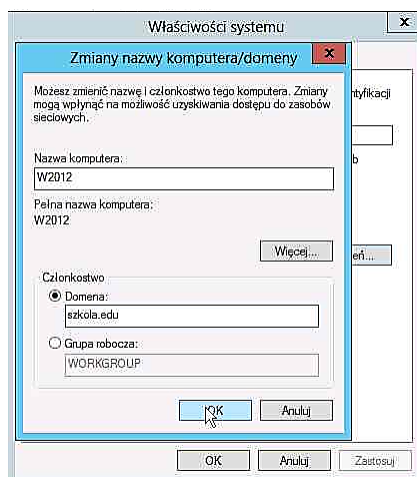 Właściwości systemu
x
Zmiany nazwy komputera/domeny
x
Możesz zmienić nazwę i członkostwo tego komputera. Zmiany
mogą wpłynąć na możliwość uzyskiwania dostępu do zasobów
sieciowych.
ntyfikacji
Nazwa komputera:
b
W2012
Pełna nazwa komputera:
W2012
Więcej...
eń...
Członkostwo
Domena:
szkola.edu
Grupa robocza:
WORKGROUP
OK
Anuluj
OK
Anuluj
Zastosuj